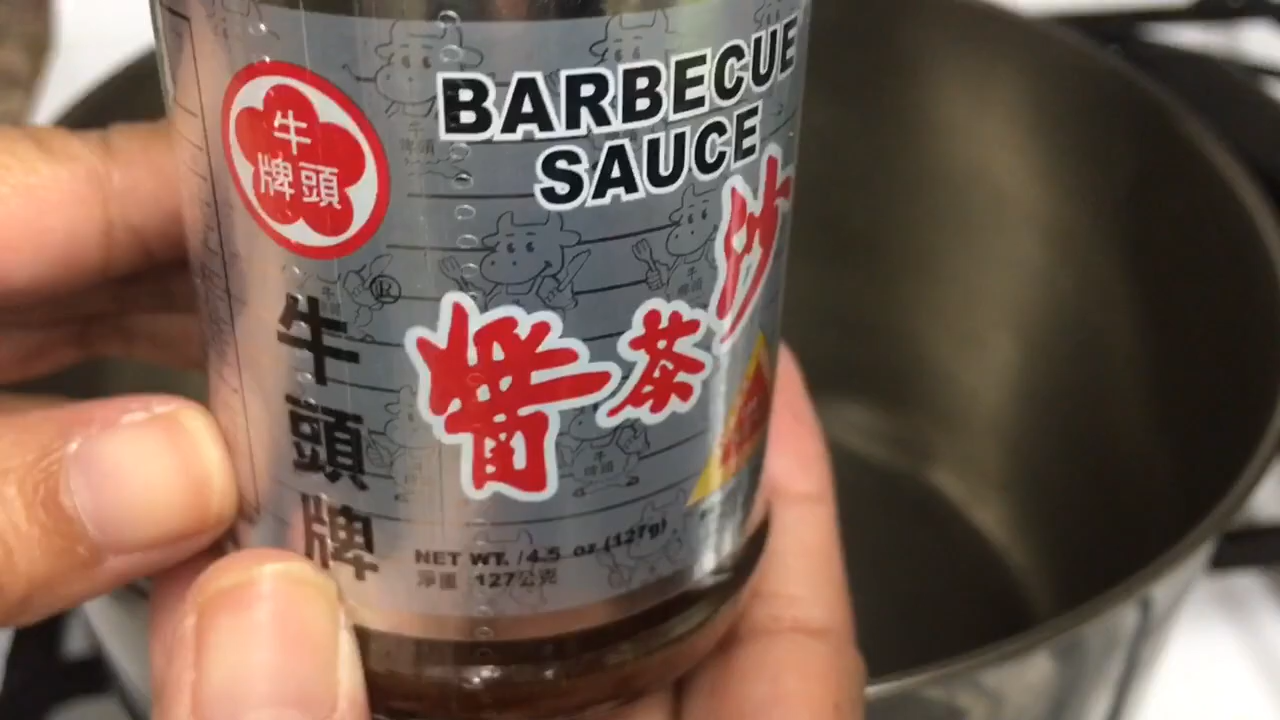 BARBECUE
SAUCE
牛
牌頭
沙茶醬
®
牛頭牌
NET WT. /4.5 oz (127g)
淨重 127公克